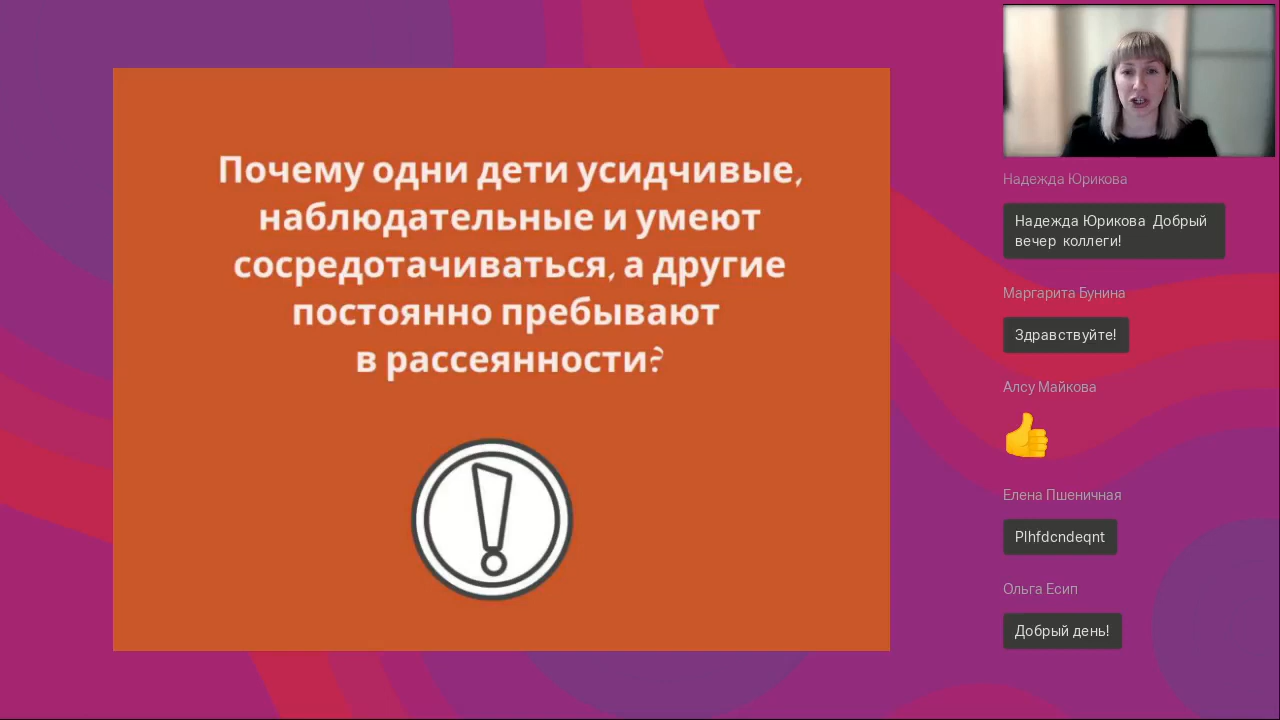 Почему одни дети усидчивые,
наблюдательные и умеют
сосредотачиваться, а другие
постоянно пребывают
в рассеянности?
Надежда Юрикова
Надежда Юрикова Добрый
вечер коллеги!
Маргарита Бунина
Здравствуйте!
Алсу Майкова
Елена Пшеничная
Plhfdcndeqnt
Ольга Есип
Добрый день!